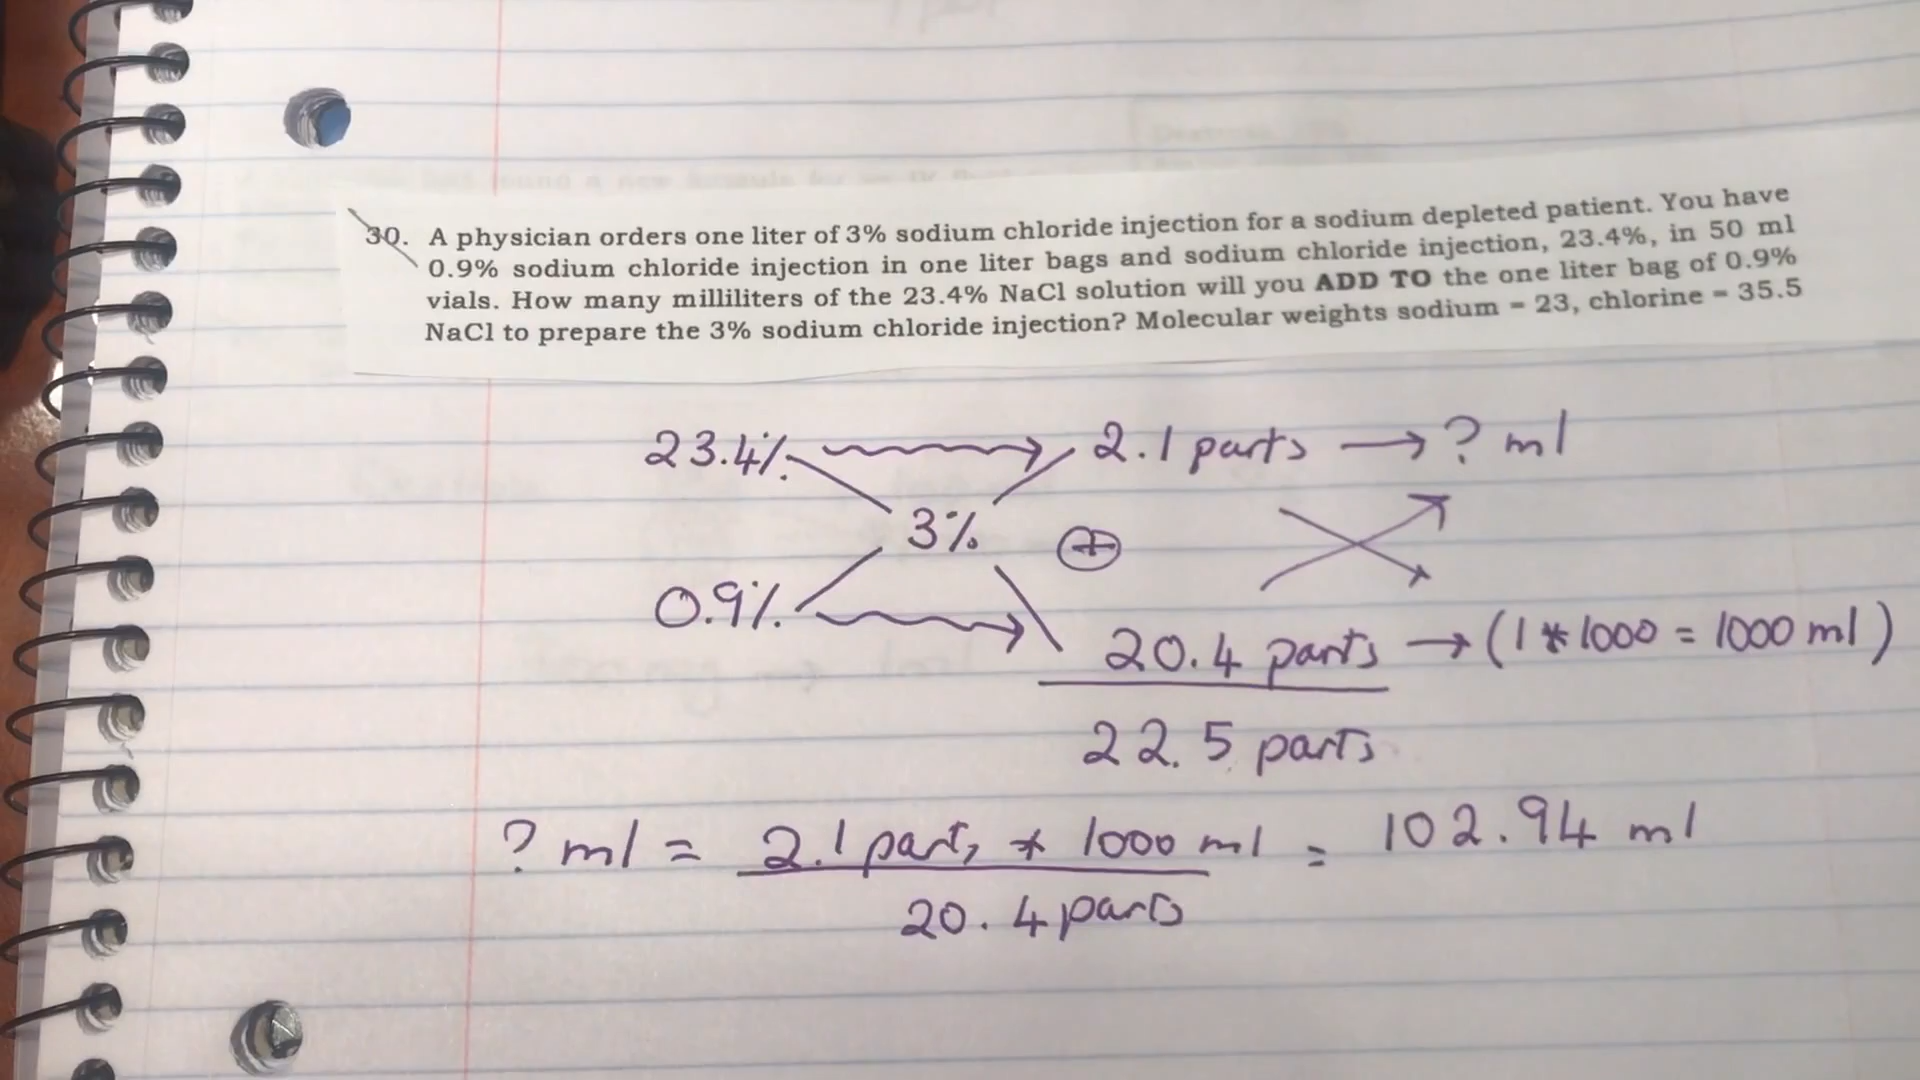 30. A physician orders one liter of 3% sodium chloride injection for a sodium depleted patient. You have
0.9% sodium chloride injection in one liter bags and sodium chloride injection, 23.4%, in 50 ml
vials. How many milliliters of the 23.4% NaCl solution will you ADD TO the one liter bag of 0.9%
NaCl to prepare the 3% sodium chloride injection? Molecular weights sodium = 23, chlorine = 35.5
23.4% → 2.1 parts → ? ml
3% ⊕
0.9% → 20.4 parts → (1 * 1000 = 1000 ml)
22.5 parts
? ml = 2.1 parts * 1000 ml = 102.94 ml
20.4 parts